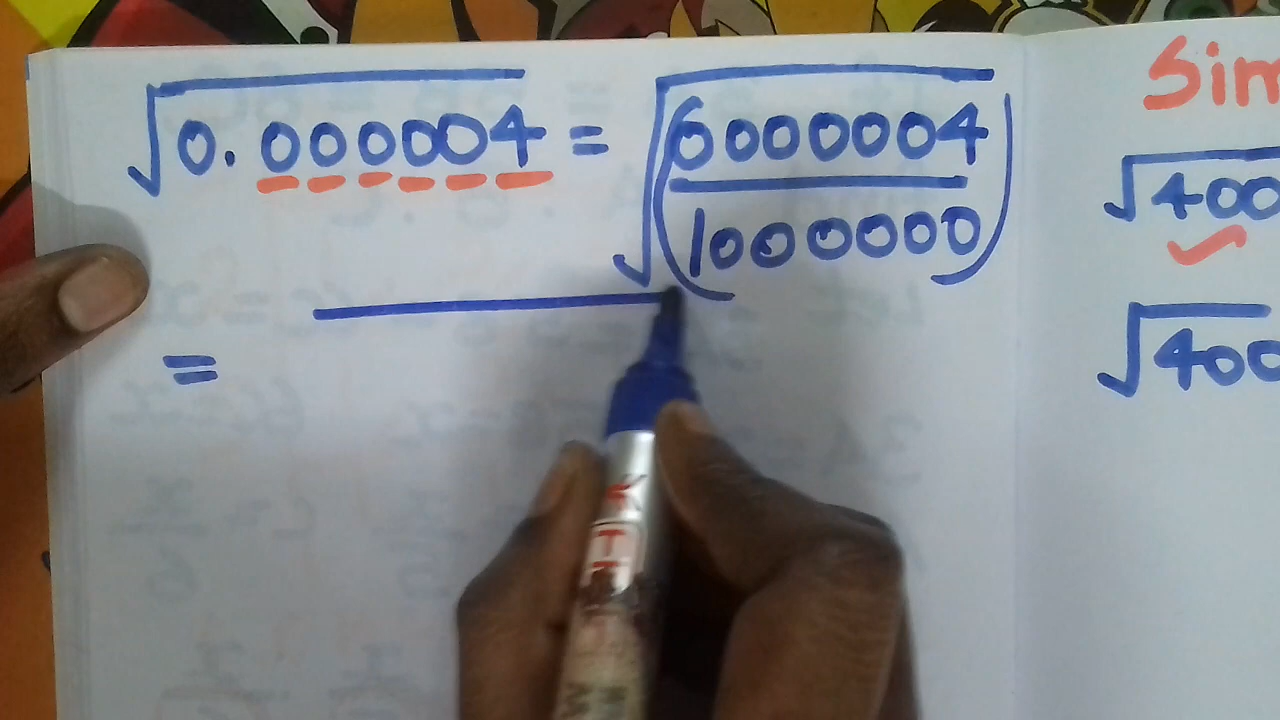 √0.000004 = √(0000004/1000000)
=
Sim
√400
√400